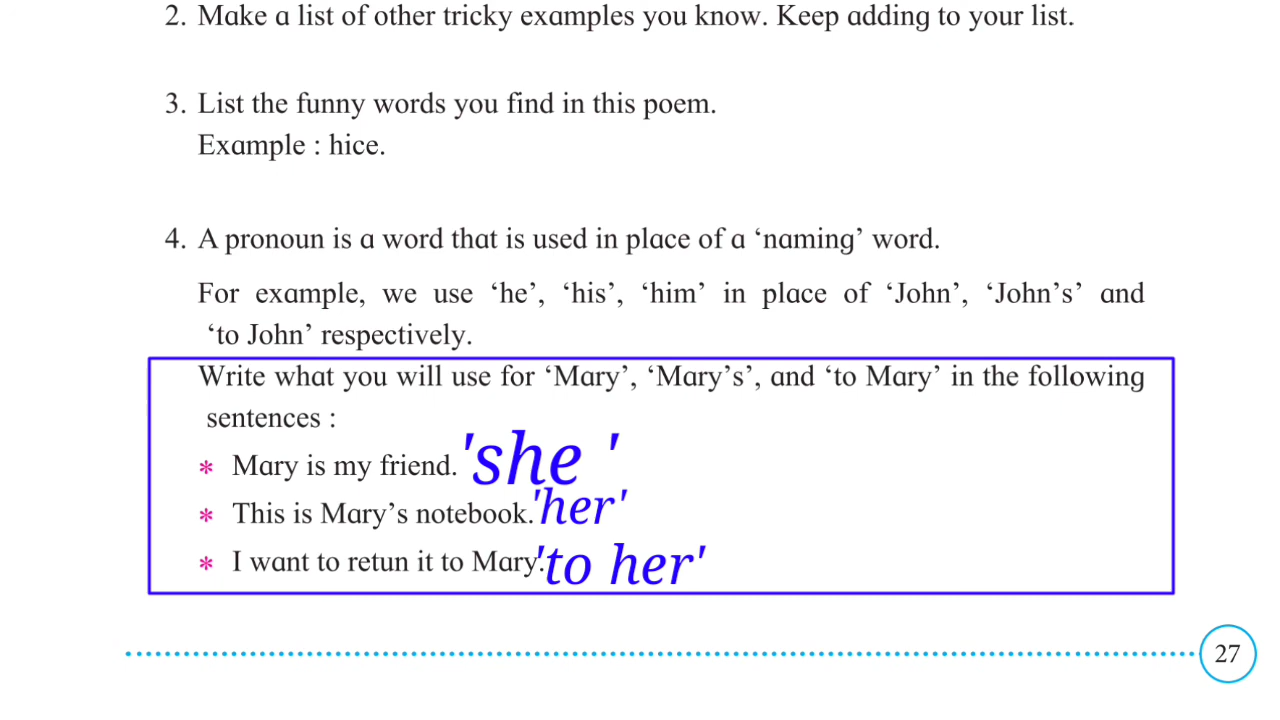 2. Make a list of other tricky examples you know. Keep adding to your list.
3. List the funny words you find in this poem.
Example : hice.
4. A pronoun is a word that is used in place of a ‘naming’ word.
For example, we use ‘he’, ‘his’, ‘him’ in place of ‘John’, ‘John’s’ and
‘to John’ respectively.
Write what you will use for ‘Mary’, ‘Mary’s’, and ‘to Mary’ in the following
sentences :
* Mary is my friend. 'she '
* This is Mary’s notebook. 'her'
* I want to retun it to Mary. 'to her'
27